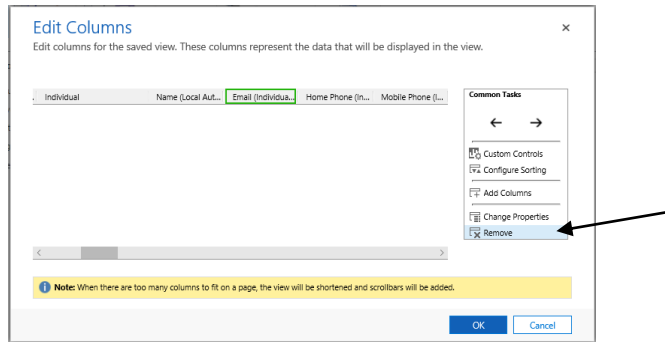 Edit Columns
Edit columns for the saved view. These columns represent the data that will be displayed in the view.
Individual Name (Local Aut... Email (Individua... Home Phone (In... Mobile Phone (I...
Common Tasks
Custom Controls
Configure Sorting
Add Columns
Change Properties
Remove
Note: When there are too many columns to fit on a page, the view will be shortened and scrollbars will be added.
OK Cancel